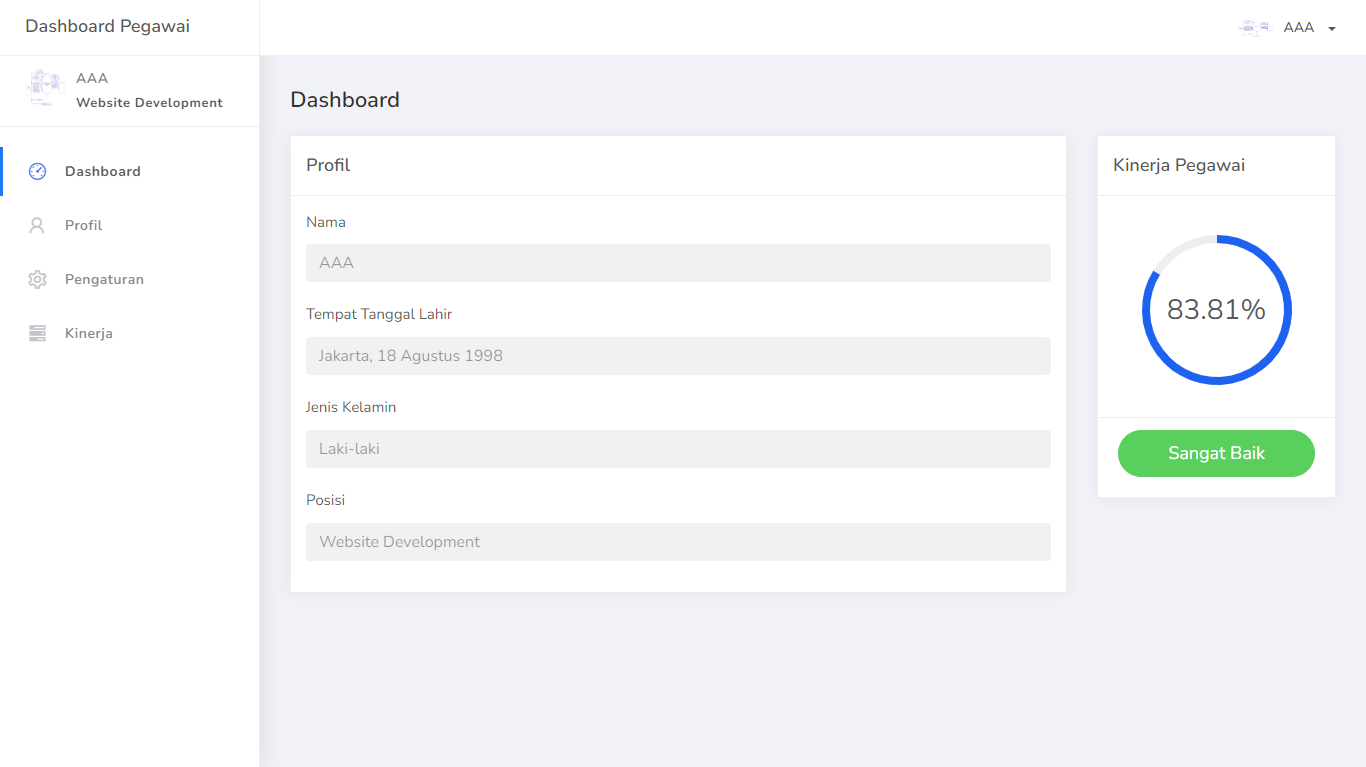 Dashboard Pegawai
AAA
AAA
Website Development
Dashboard
Profil
Pengaturan
Kinerja
Dashboard
Profil
Nama
AAA
Tempat Tanggal Lahir
Jakarta, 18 Agustus 1998
Jenis Kelamin
Laki-laki
Posisi
Website Development
Kinerja Pegawai
83.81%
Sangat Baik